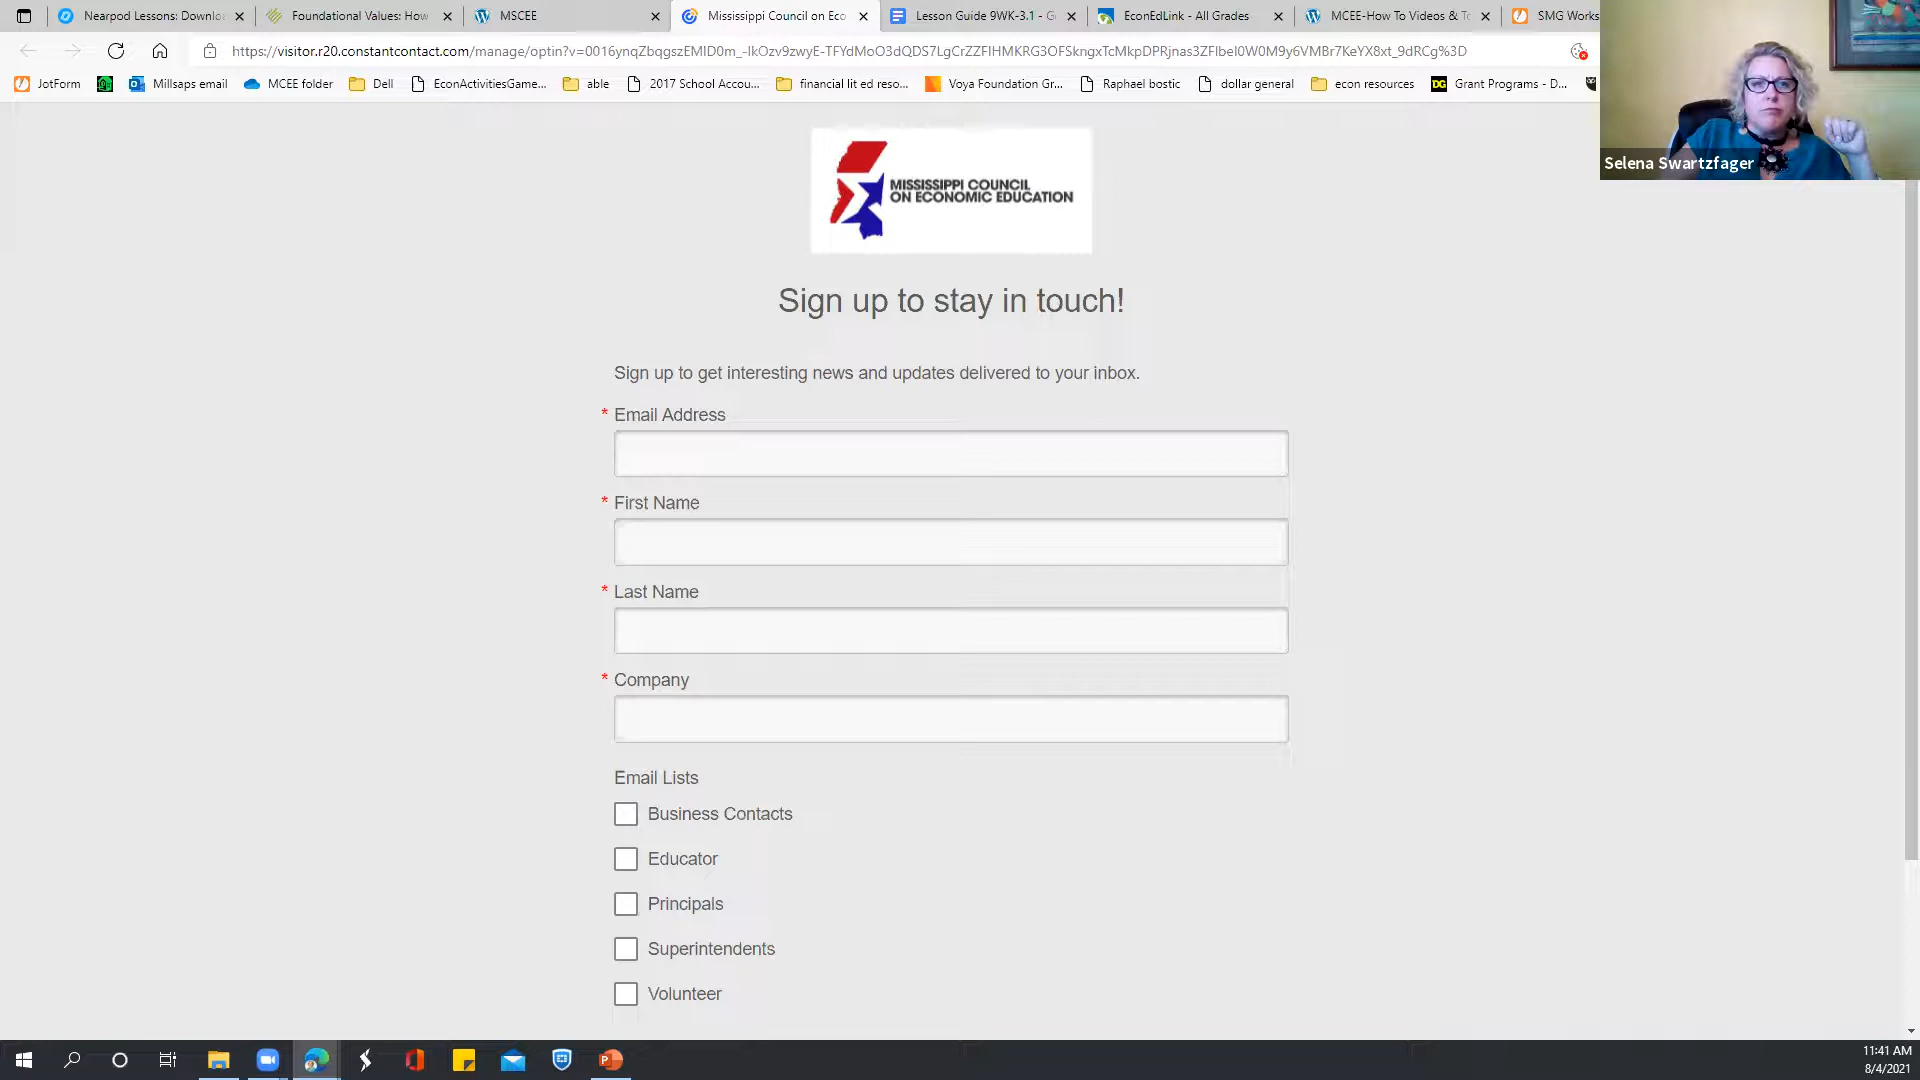 Nearpod Lessons: Downlo
Foundational Values: How
MSCEE
Mississippi Council on Eco
Lesson Guide 9WK-3.1 - G
EconEdLink - All Grades
MCEE-How To Videos & To
SMG Works
https://visitor.r20.constantcontact.com/manage/optin?v=0016ynqZbqgszEMlD0m_-IkOzv9zwyE-TFYdMoO3dQDS7LgCrZZFIHMKRG3OFSkngxTcMkpDPRjnas3ZFIbeI0W0M9y6VMBr7KeYX8xt_9dRCg%3D
JotForm
Millsaps email
MCEE folder
Dell
EconActivitiesGame...
able
2017 School Accou...
financial lit ed reso...
Voya Foundation Gr...
Raphael bostic
dollar general
econ resources
DG
Grant Programs - D...
Selena Swartzfager
MISSISSIPPI COUNCIL
ON ECONOMIC EDUCATION
Sign up to stay in touch!
Sign up to get interesting news and updates delivered to your inbox.
* Email Address
* First Name
* Last Name
* Company
Email Lists
Business Contacts
Educator
Principals
Superintendents
Volunteer
11:41 AM
8/4/2021